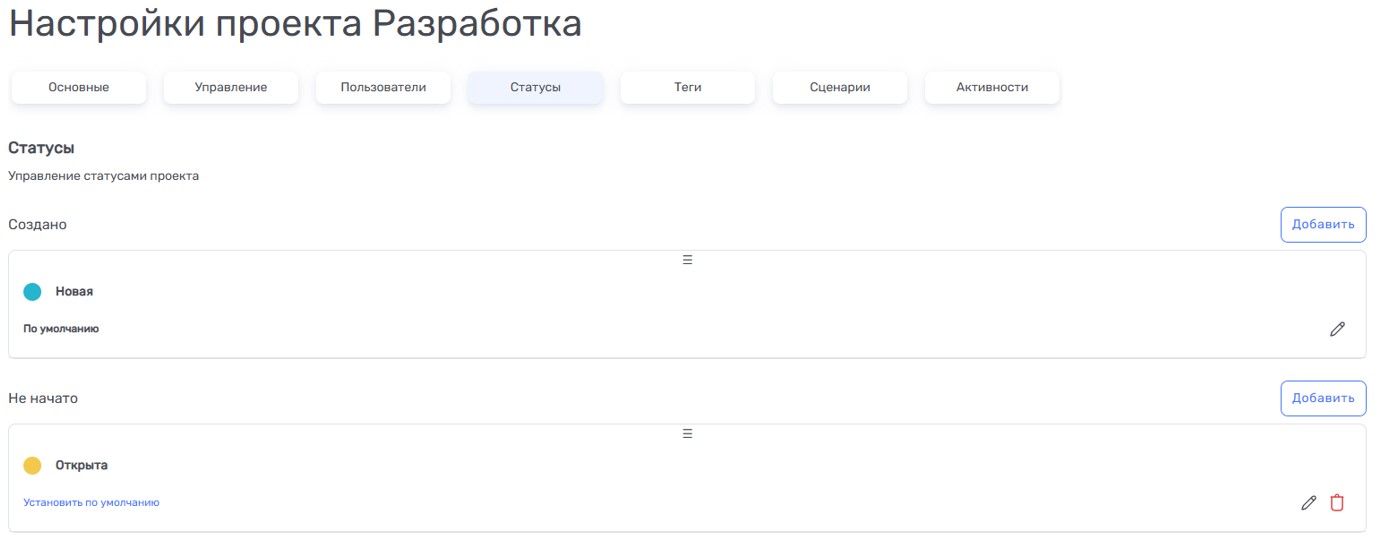 Настройки проекта Разработка
Основные Управление Пользователи Статусы Теги Сценарии Активности
Статусы
Управление статусами проекта
Создано Добавить
Новая
По умолчанию
Не начато Добавить
Открыта
Установить по умолчанию